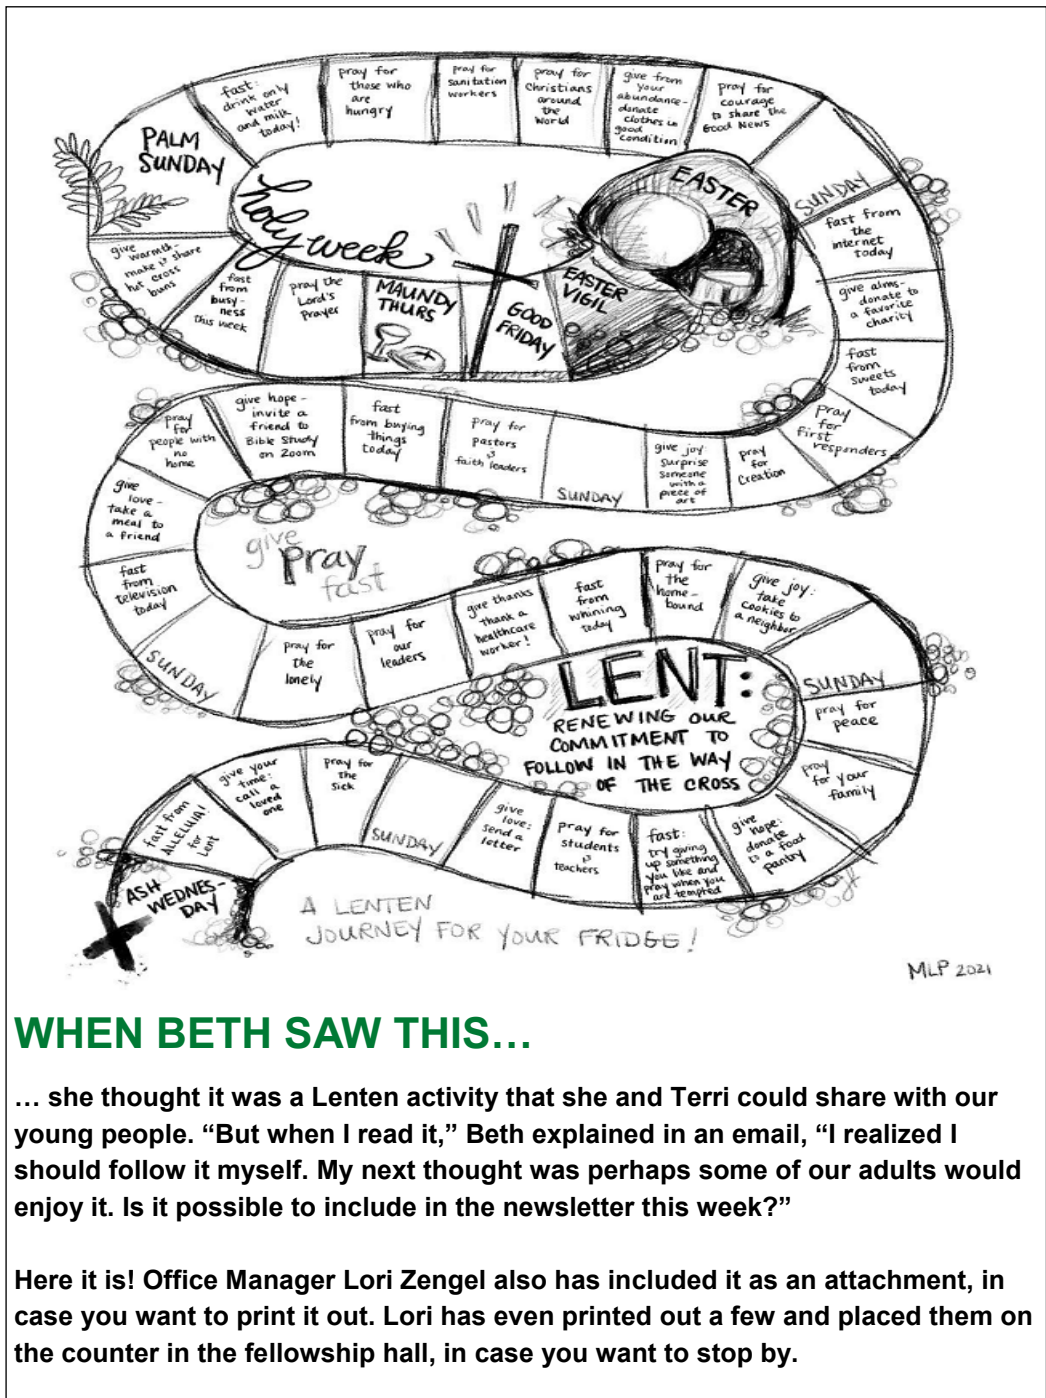 fast:
drink only
water
and milk
today!
pray for
those who
are
hungry
pray for
sanitation
workers
pray for
Christians
around
the
world
give from
your
abundance-
donate
clothes in
good
condition
pray for
courage
to share the
Good News
PALM
SUNDAY
SUNDAY
holy week
EASTER
fast from
the
internet
today
give
warmth-
make & share
hot cross
buns
fast
from
busy-
ness
this week
pray the
Lord's
Prayer
MAUNDY
THURS
GOOD
FRIDAY
EASTER
VIGIL
give alms-
donate to
a favorite
charity
fast
from
sweets
today
pray
for
people with
no
home
give hope-
invite a
friend to
Bible Study
on Zoom
fast
from buying
things
today
pray for
pastors
&
faith leaders
SUNDAY
give joy:
surprise
someone
with a
piece of
art
pray
for
Creation
pray
for
first
responders
give
love-
take a
meal to
a friend
give
pray
fast
fast
from
television
today
SUNDAY
pray for
the
lonely
pray for
our
leaders
give thanks
thank a
healthcare
worker!
fast
from
whining
today
pray for
the
home-
bound
give joy:
take
cookies to
a neighbor
SUNDAY
LENT:
RENEWING OUR
COMMITMENT TO
FOLLOW IN THE WAY
OF THE CROSS
pray for
peace
pray
for your
family
fast from
ALLELUIA!
for
Lent
give your
time:
call a
loved
one
pray for
the
sick
SUNDAY
give
love:
send a
letter
pray for
students
&
teachers
fast:
try giving
up something
you like and
pray when you
are tempted
give
hope:
donate
to a food
pantry
ASH
WEDNES-
DAY
A LENTEN
JOURNEY FOR YOUR FRIDGE!
MLP 2021
WHEN BETH SAW THIS…
… she thought it was a Lenten activity that she and Terri could share with our
young people. “But when I read it,” Beth explained in an email, “I realized I
should follow it myself. My next thought was perhaps some of our adults would
enjoy it. Is it possible to include in the newsletter this week?”
Here it is! Office Manager Lori Zengel also has included it as an attachment, in
case you want to print it out. Lori has even printed out a few and placed them on
the counter in the fellowship hall, in case you want to stop by.